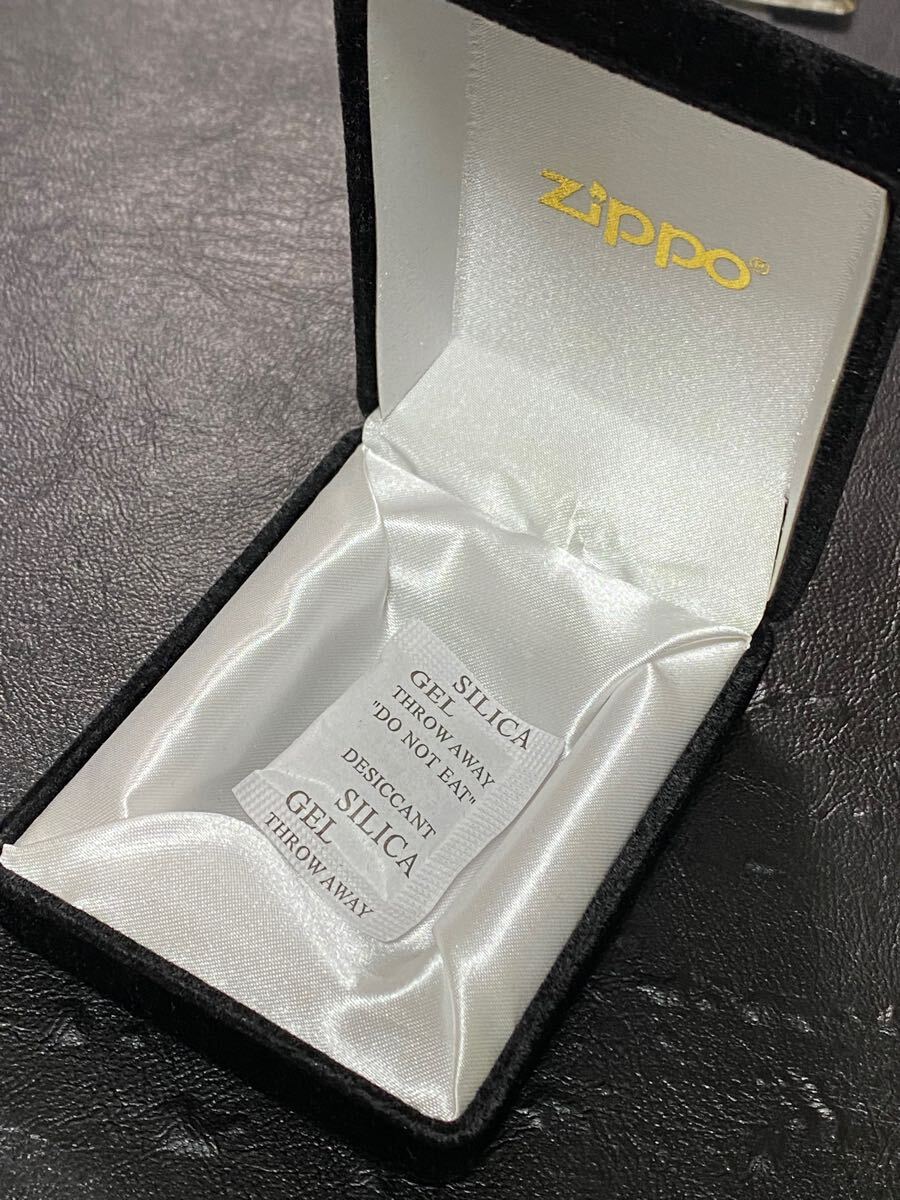 Zippo®
SILICA
GEL
THROW AWAY
"DO NOT EAT"
DESICCANT
SILICA
GEL
THROW AWAY